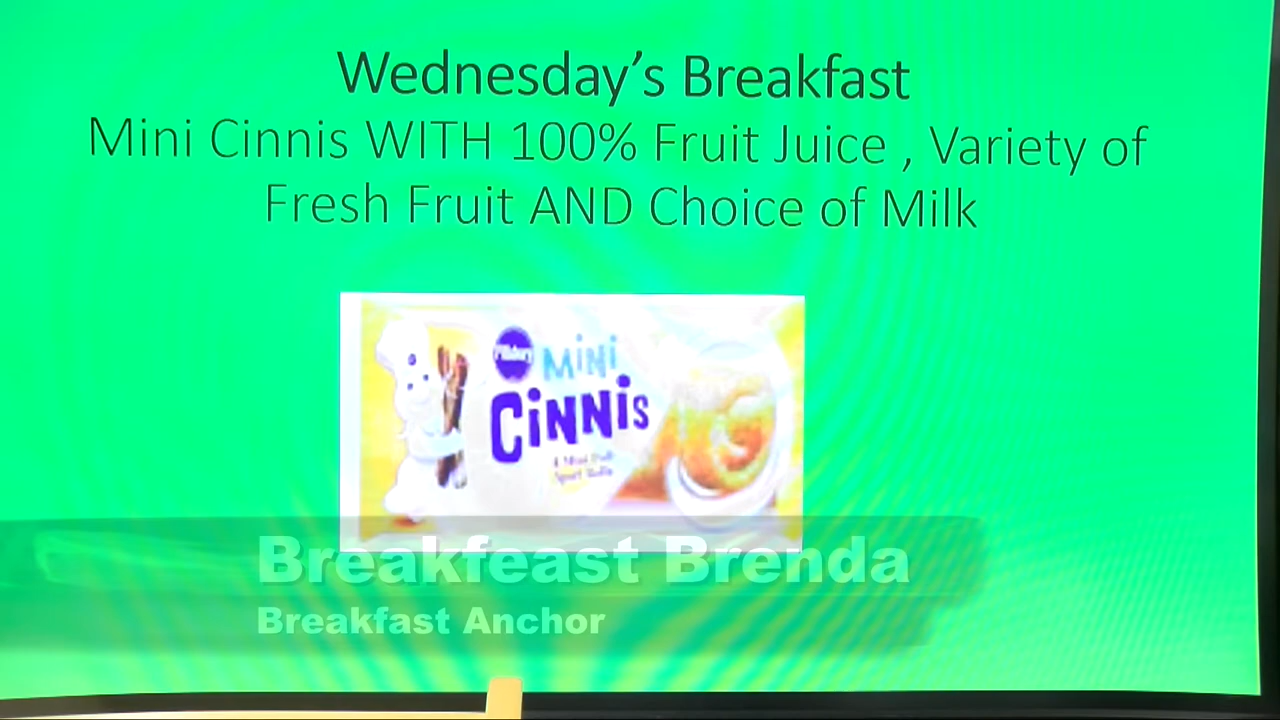 Wednesday’s Breakfast
Mini Cinnis WITH 100% Fruit Juice , Variety of
Fresh Fruit AND Choice of Milk
Pillsbury
MiNi
CiNNis
Breakfeast Brenda
Breakfast Anchor